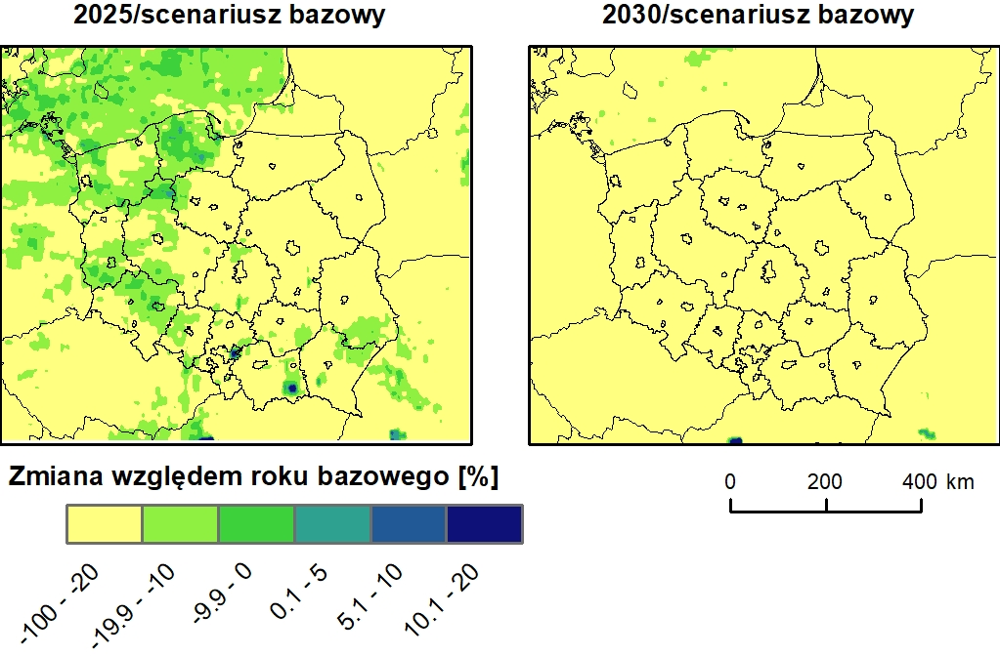 2025/scenariusz bazowy
2030/scenariusz bazowy
Zmiana względem roku bazowego [%]
-100 - -20
-19.9 - -10
-9.9 - 0
0.1 - 5
5.1 - 10
10.1 - 20
0 200 400 km